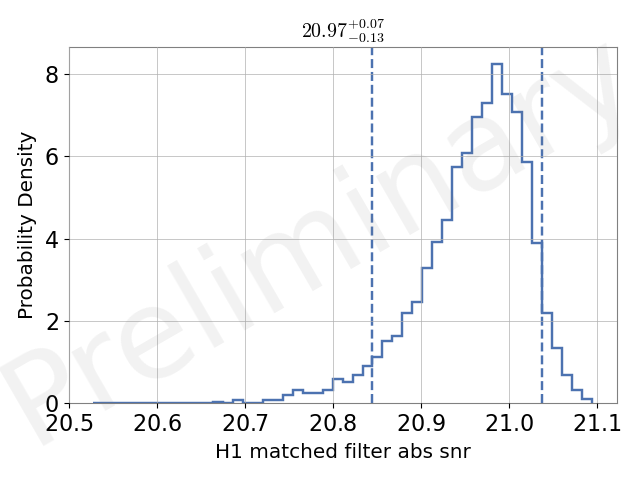 20.97+0.07−0.13
Probability Density
8
6
4
2
0
20.5 20.6 20.7 20.8 20.9 21.0 21.1
H1 matched filter abs snr
Preliminary